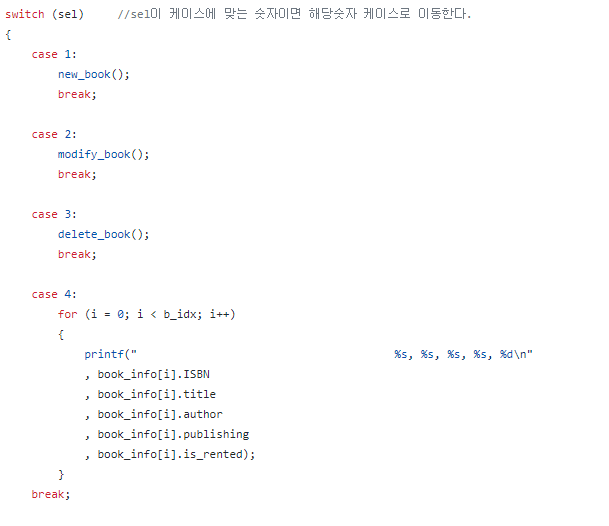 switch (sel)     //sel이 케이스에 맞는 숫자이면 해당숫자 케이스로 이동한다.
{
    case 1:
        new_book();
        break;

    case 2:
        modify_book();
        break;

    case 3:
        delete_book();
        break;

    case 4:
        for (i = 0; i < b_idx; i++)
        {
            printf("                                       %s, %s, %s, %s, %d\n"
            , book_info[i].ISBN
            , book_info[i].title
            , book_info[i].author
            , book_info[i].publishing
            , book_info[i].is_rented);
        }
    break;